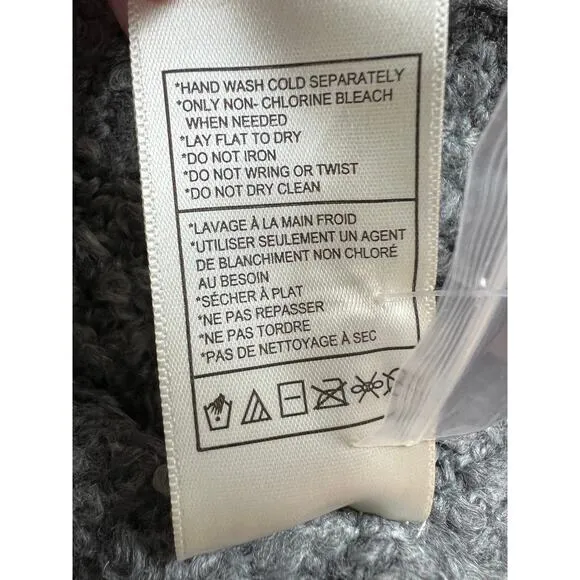 *HAND WASH COLD SEPARATELY
*ONLY NON- CHLORINE BLEACH
WHEN NEEDED
*LAY FLAT TO DRY
*DO NOT IRON
*DO NOT WRING OR TWIST
*DO NOT DRY CLEAN
*LAVAGE À LA MAIN FROID
*UTILISER SEULEMENT UN AGENT
DE BLANCHIMENT NON CHLORÉ
AU BESOIN
*SÉCHER À PLAT
*NE PAS REPASSER
*NE PAS TORDRE
*PAS DE NETTOYAGE À SEC